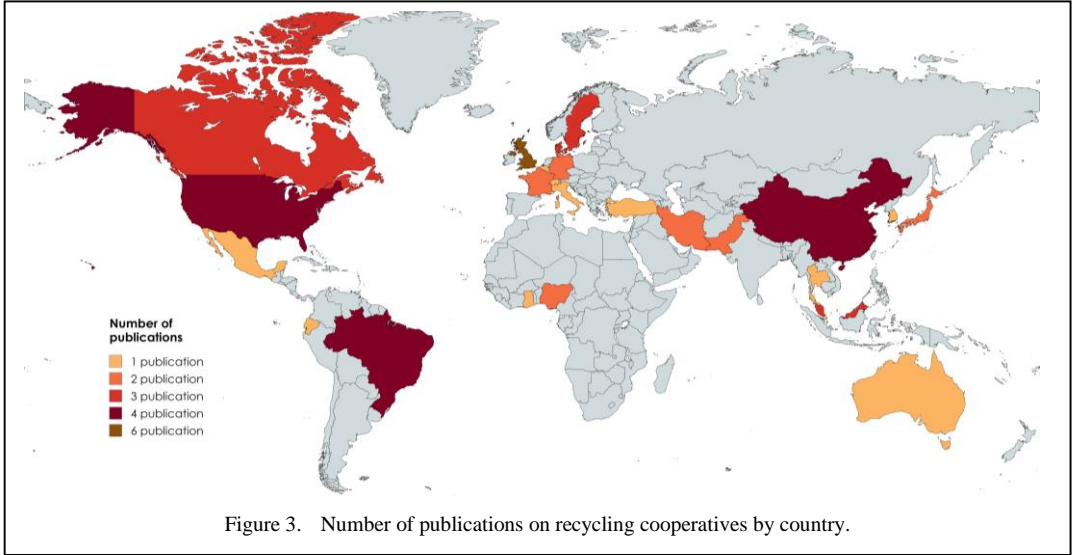 Number of
publications
1 publication
2 publication
3 publication
4 publication
6 publication
Figure 3. Number of publications on recycling cooperatives by country.